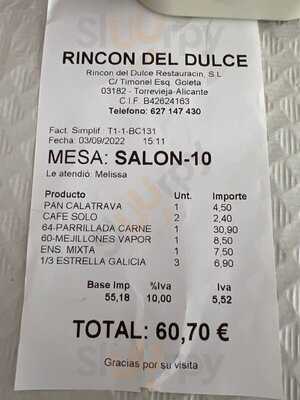 RINCON DEL DULCE
Rincon del Dulce Restauracin, S.L
C/ Timonel Esq. Goleta
03182 - Torrevieja-Alicante
C.I.F. B42624163
Telefono: 627 147 430
Fact. Simplif : T1-1-BC131
Fecha: 03/09/2022 15:11
MESA: SALON-10
Le atendió: Melissa
Producto Unt. Importe
PAN CALATRAVA 1 4,50
CAFE SOLO 2 2,40
64-PARRILLADA CARNE 1 30,90
60-MEJILLONES VAPOR 1 8,50
ENS. MIXTA 1 7,50
1/3 ESTRELLA GALICIA 3 6,90
Base Imp %Iva Iva
55,18 10,00 5,52
TOTAL: 60,70 €
Gracias por su visita